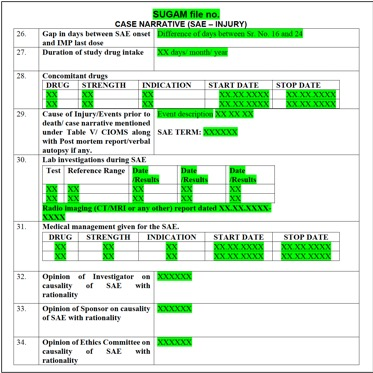 SUGAM file no.
CASE NARRATIVE (SAE – INJURY)
26. Gap in days between SAE onset and IMP last dose Difference of days between Sr. No. 16 and 24
27. Duration of study drug intake XX days/ month/ year
28. Concomitant drugs
DRUG STRENGTH INDICATION START DATE STOP DATE
XX XX XX XX.XX.XXXX XX.XX.XXXX
XX XX XX XX.XX.XXXX XX.XX.XXXX
29. Cause of Injury/Events prior to death/ case narrative mentioned under Table V/ CIOMS along with Post mortem report/verbal autopsy if any. Event description XX XX XX
SAE TERM: XXXXXX
30. Lab investigations during SAE
Test Reference Range Date /Results Date /Results Date /Results
XX XX XX XX XX
XX XX XX XX XX
Radio imaging (CT/MRI or any other) report dated XX.XX.XXXX-XXXX
31. Medical management given for the SAE.
DRUG STRENGTH INDICATION START DATE STOP DATE
XX XX XX XX.XX.XXXX XX.XX.XXXX
XX XX XX XX.XX.XXXX XX.XX.XXXX
32. Opinion of Investigator on causality of SAE with rationality XXXXXX
33. Opinion of Sponsor on causality of SAE with rationality XXXXXX
34. Opinion of Ethics Committee on causality of SAE with rationality XXXXXX